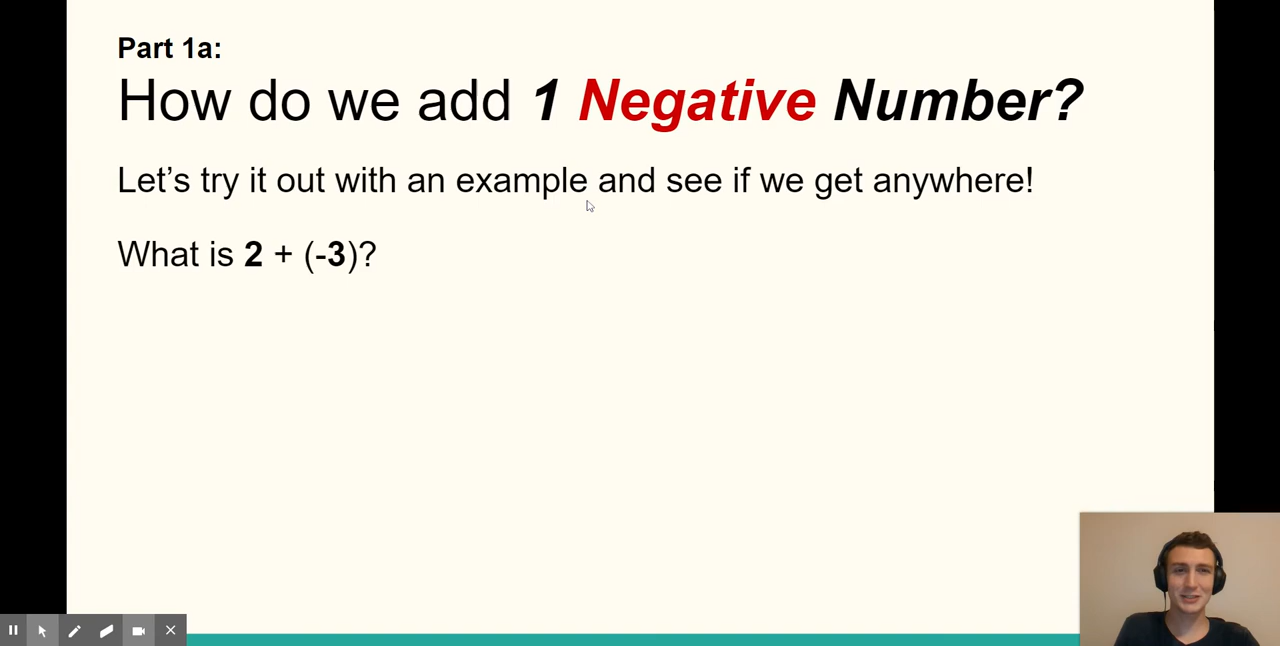 Part 1a:
How do we add 1 Negative Number?
Let’s try it out with an example and see if we get anywhere!
What is 2 + (-3)?